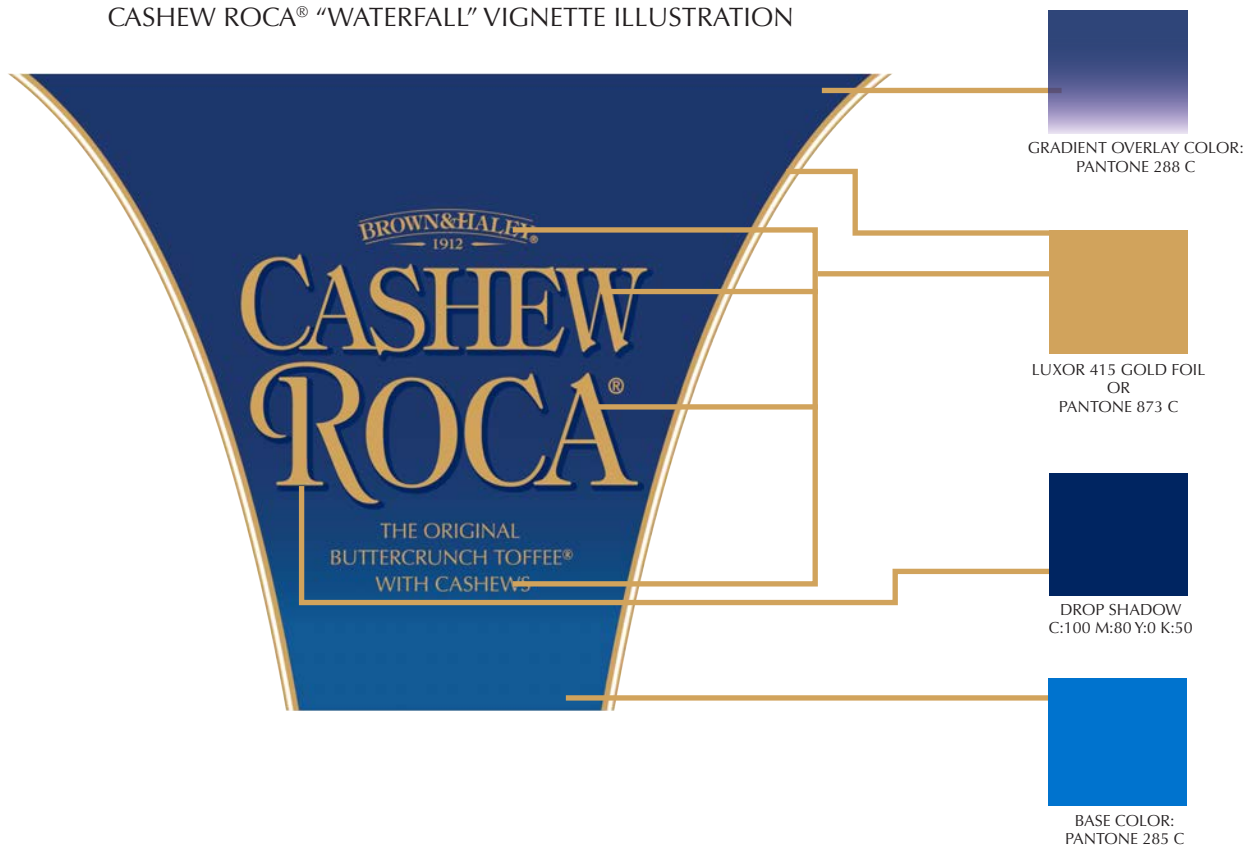 CASHEW ROCA® “WATERFALL” VIGNETTE ILLUSTRATION
BROWN&HALEY®
1912
CASHEW
ROCA®
THE ORIGINAL
BUTTERCRUNCH TOFFEE®
WITH CASHEWS
GRADIENT OVERLAY COLOR:
PANTONE 288 C
LUXOR 415 GOLD FOIL
OR
PANTONE 873 C
DROP SHADOW
C:100 M:80 Y:0 K:50
BASE COLOR:
PANTONE 285 C